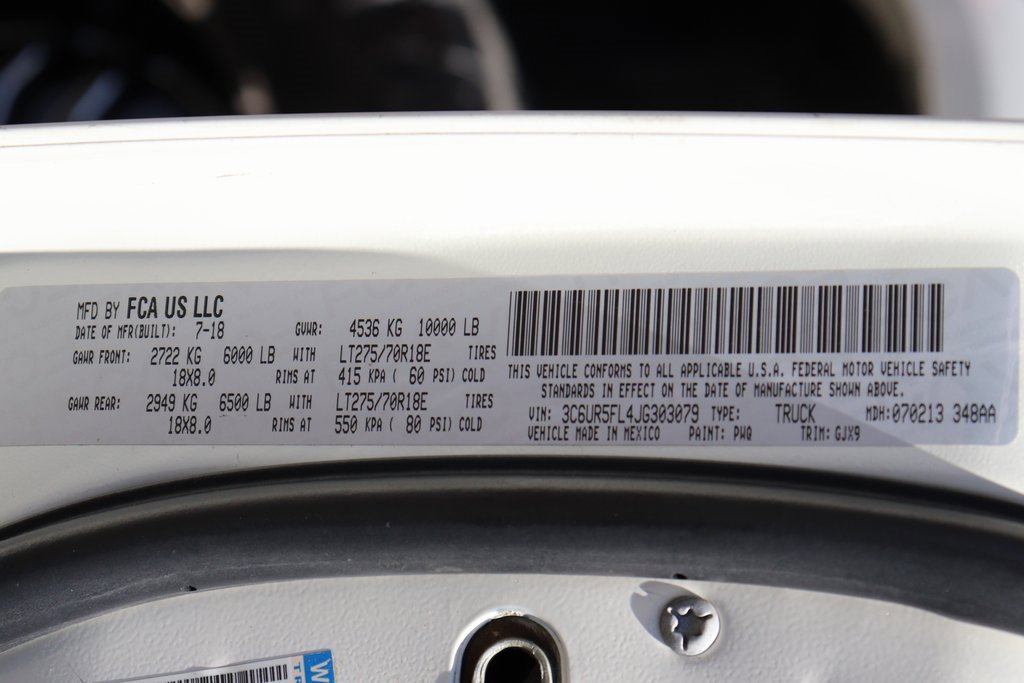 MFD BY FCA US LLC
DATE OF MFR(BUILT): 7-18 GVWR: 4536 KG 10000 LB
GAWR FRONT: 2722 KG 6000 LB WITH LT275/70R18E TIRES
18X8.0 RIMS AT 415 KPA ( 60 PSI) COLD
GAWR REAR: 2949 KG 6500 LB WITH LT275/70R18E TIRES
18X8.0 RIMS AT 550 KPA ( 80 PSI) COLD
THIS VEHICLE CONFORMS TO ALL APPLICABLE U.S.A. FEDERAL MOTOR VEHICLE SAFETY
STANDARDS IN EFFECT ON THE DATE OF MANUFACTURE SHOWN ABOVE.
VIN: 3C6UR5FL4JG303079 TYPE: TRUCK MDH:070213 348AA
VEHICLE MADE IN MEXICO PAINT: PW0 TRIM: GJX9